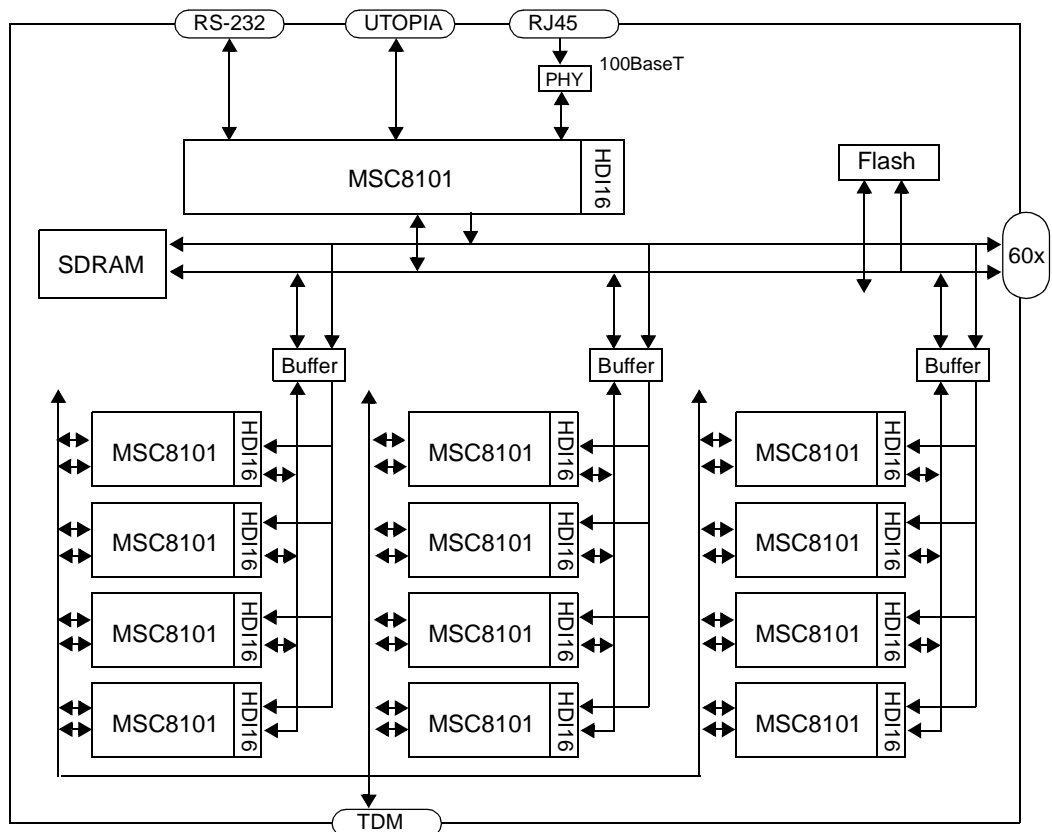 RS-232
UTOPIA
RJ45
PHY
100BaseT
MSC8101
HDI16
Flash
SDRAM
60x
Buffer
Buffer
Buffer
MSC8101
HDI16
MSC8101
HDI16
MSC8101
HDI16
MSC8101
HDI16
MSC8101
HDI16
MSC8101
HDI16
MSC8101
HDI16
MSC8101
HDI16
MSC8101
HDI16
MSC8101
HDI16
MSC8101
HDI16
MSC8101
HDI16
TDM